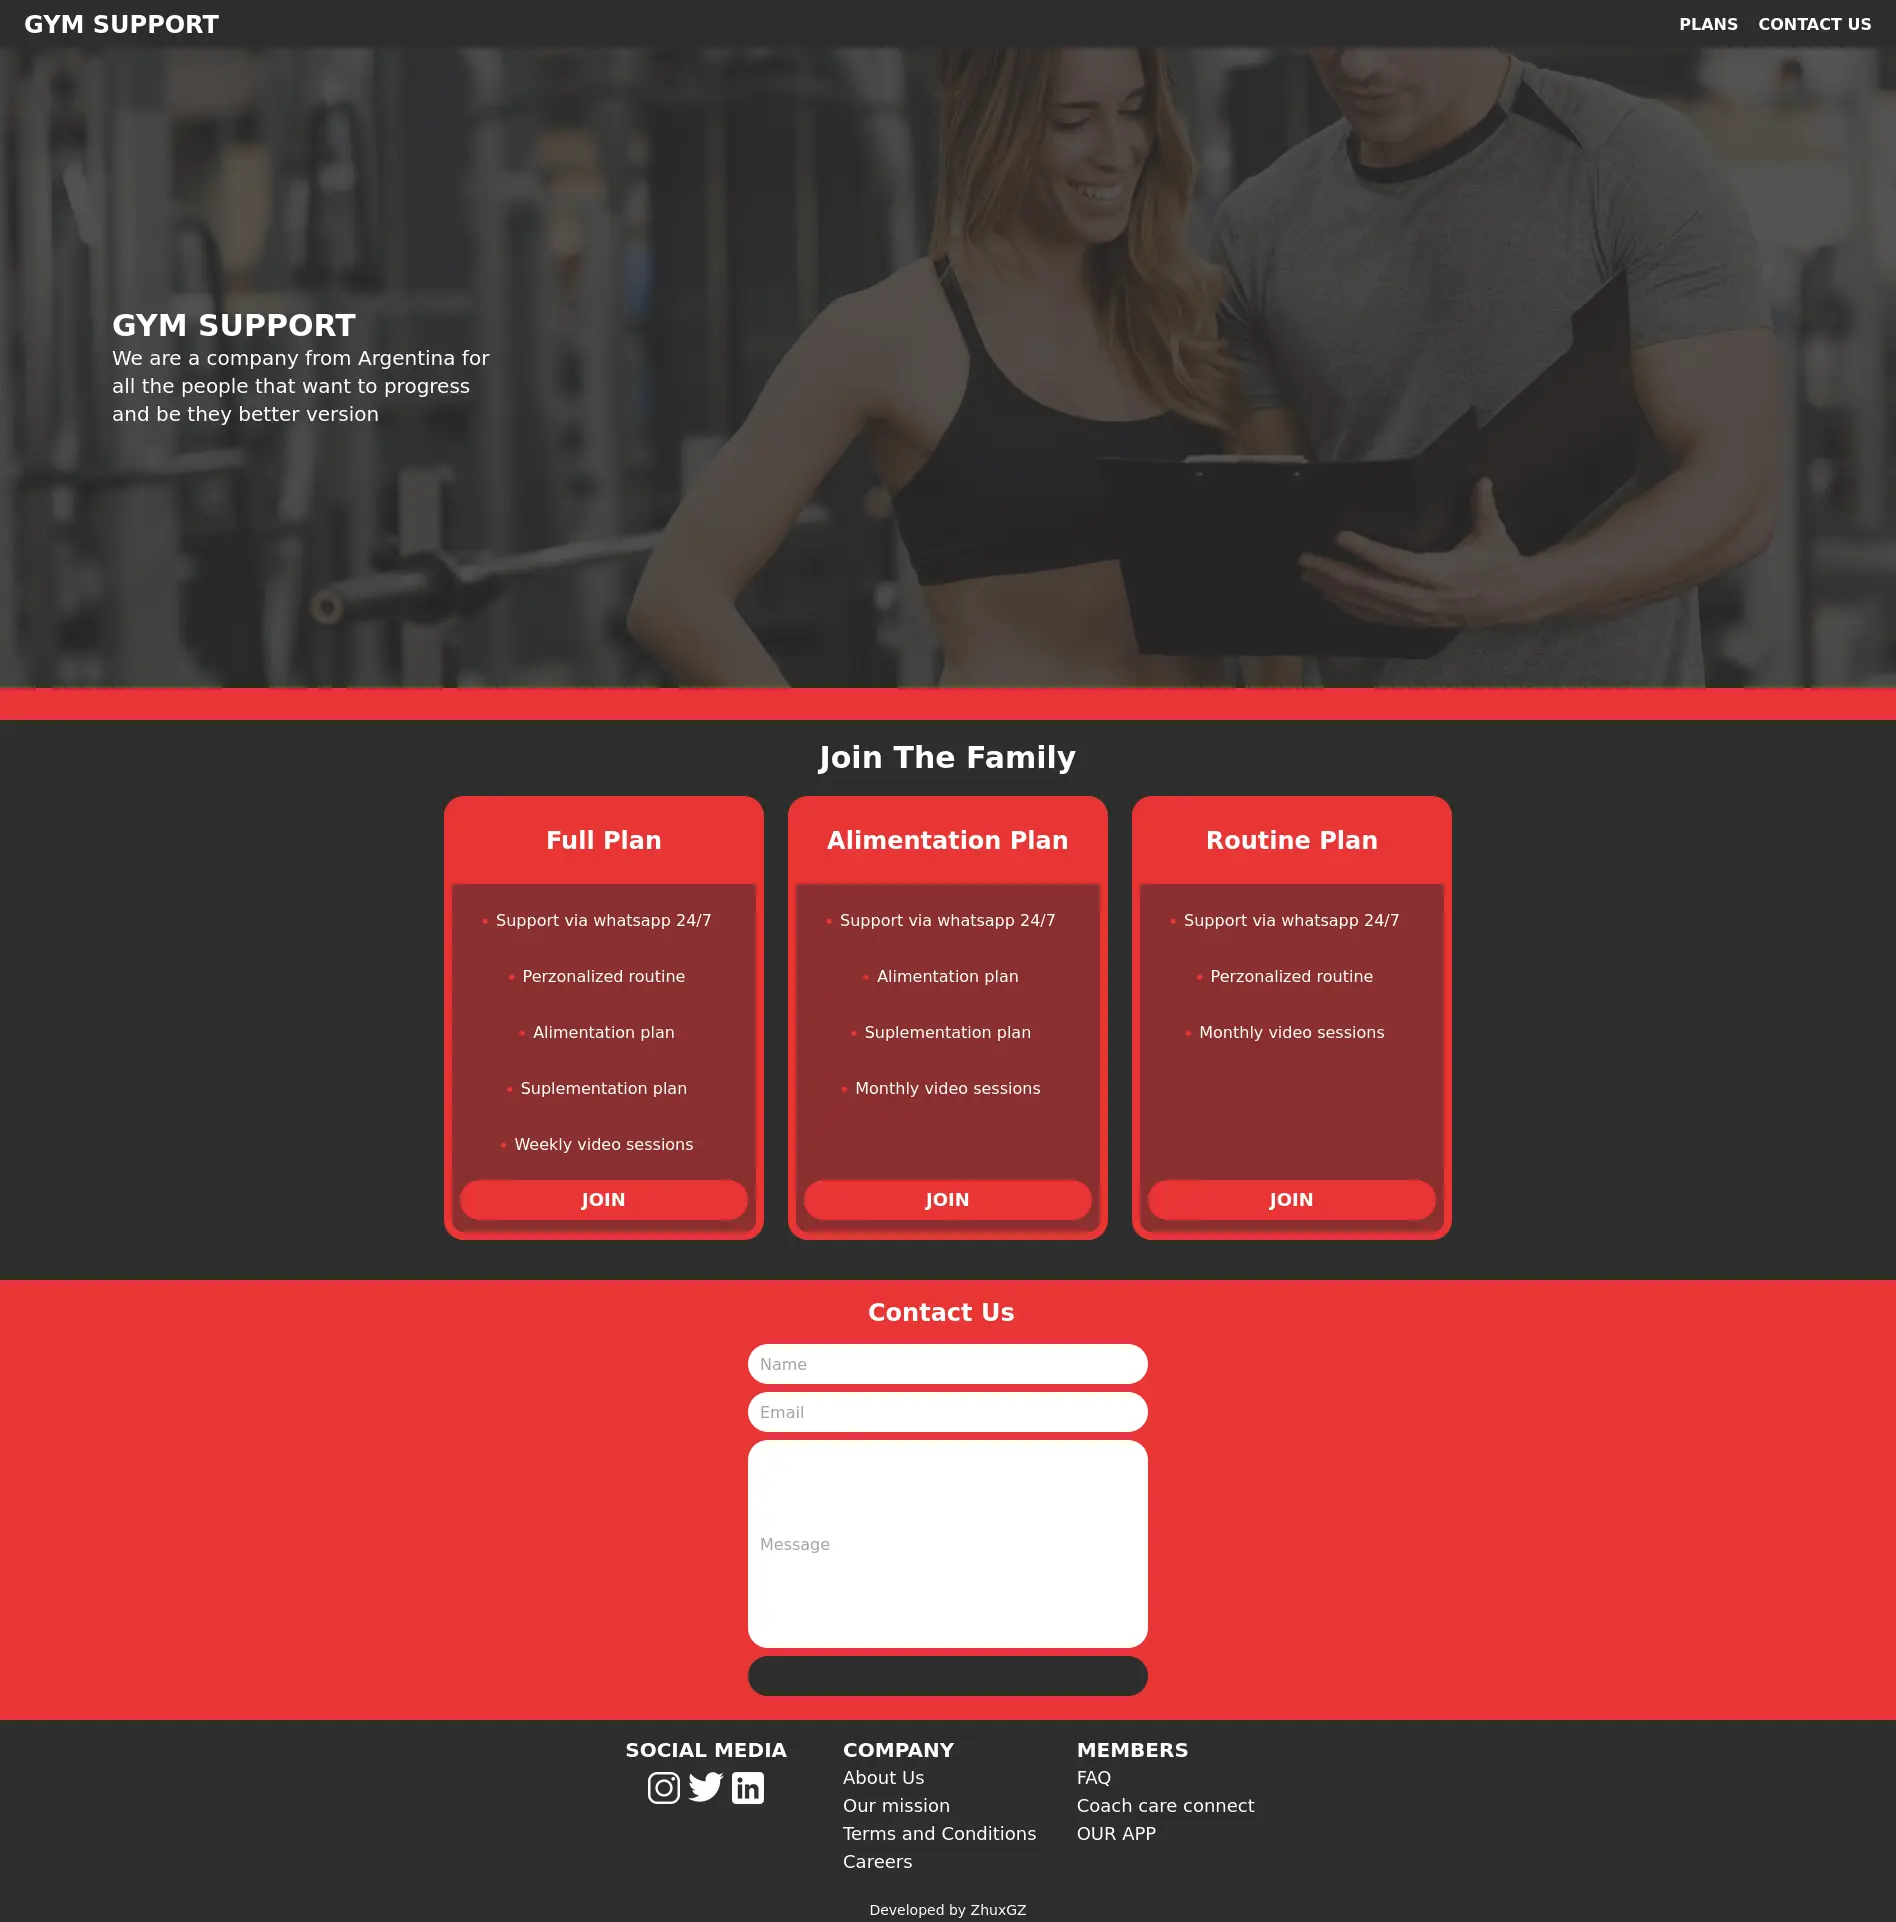 GYM SUPPORT
PLANS CONTACT US
GYM SUPPORT
We are a company from Argentina for
all the people that want to progress
and be they better version
Join The Family
Full Plan
Support via whatsapp 24/7
Perzonalized routine
Alimentation plan
Suplementation plan
Weekly video sessions
JOIN
Alimentation Plan
Support via whatsapp 24/7
Alimentation plan
Suplementation plan
Monthly video sessions
JOIN
Routine Plan
Support via whatsapp 24/7
Perzonalized routine
Monthly video sessions
JOIN
Contact Us
Name
Email
Message
SOCIAL MEDIA
COMPANY
About Us
Our mission
Terms and Conditions
Careers
MEMBERS
FAQ
Coach care connect
OUR APP
Developed by ZhuxGZ